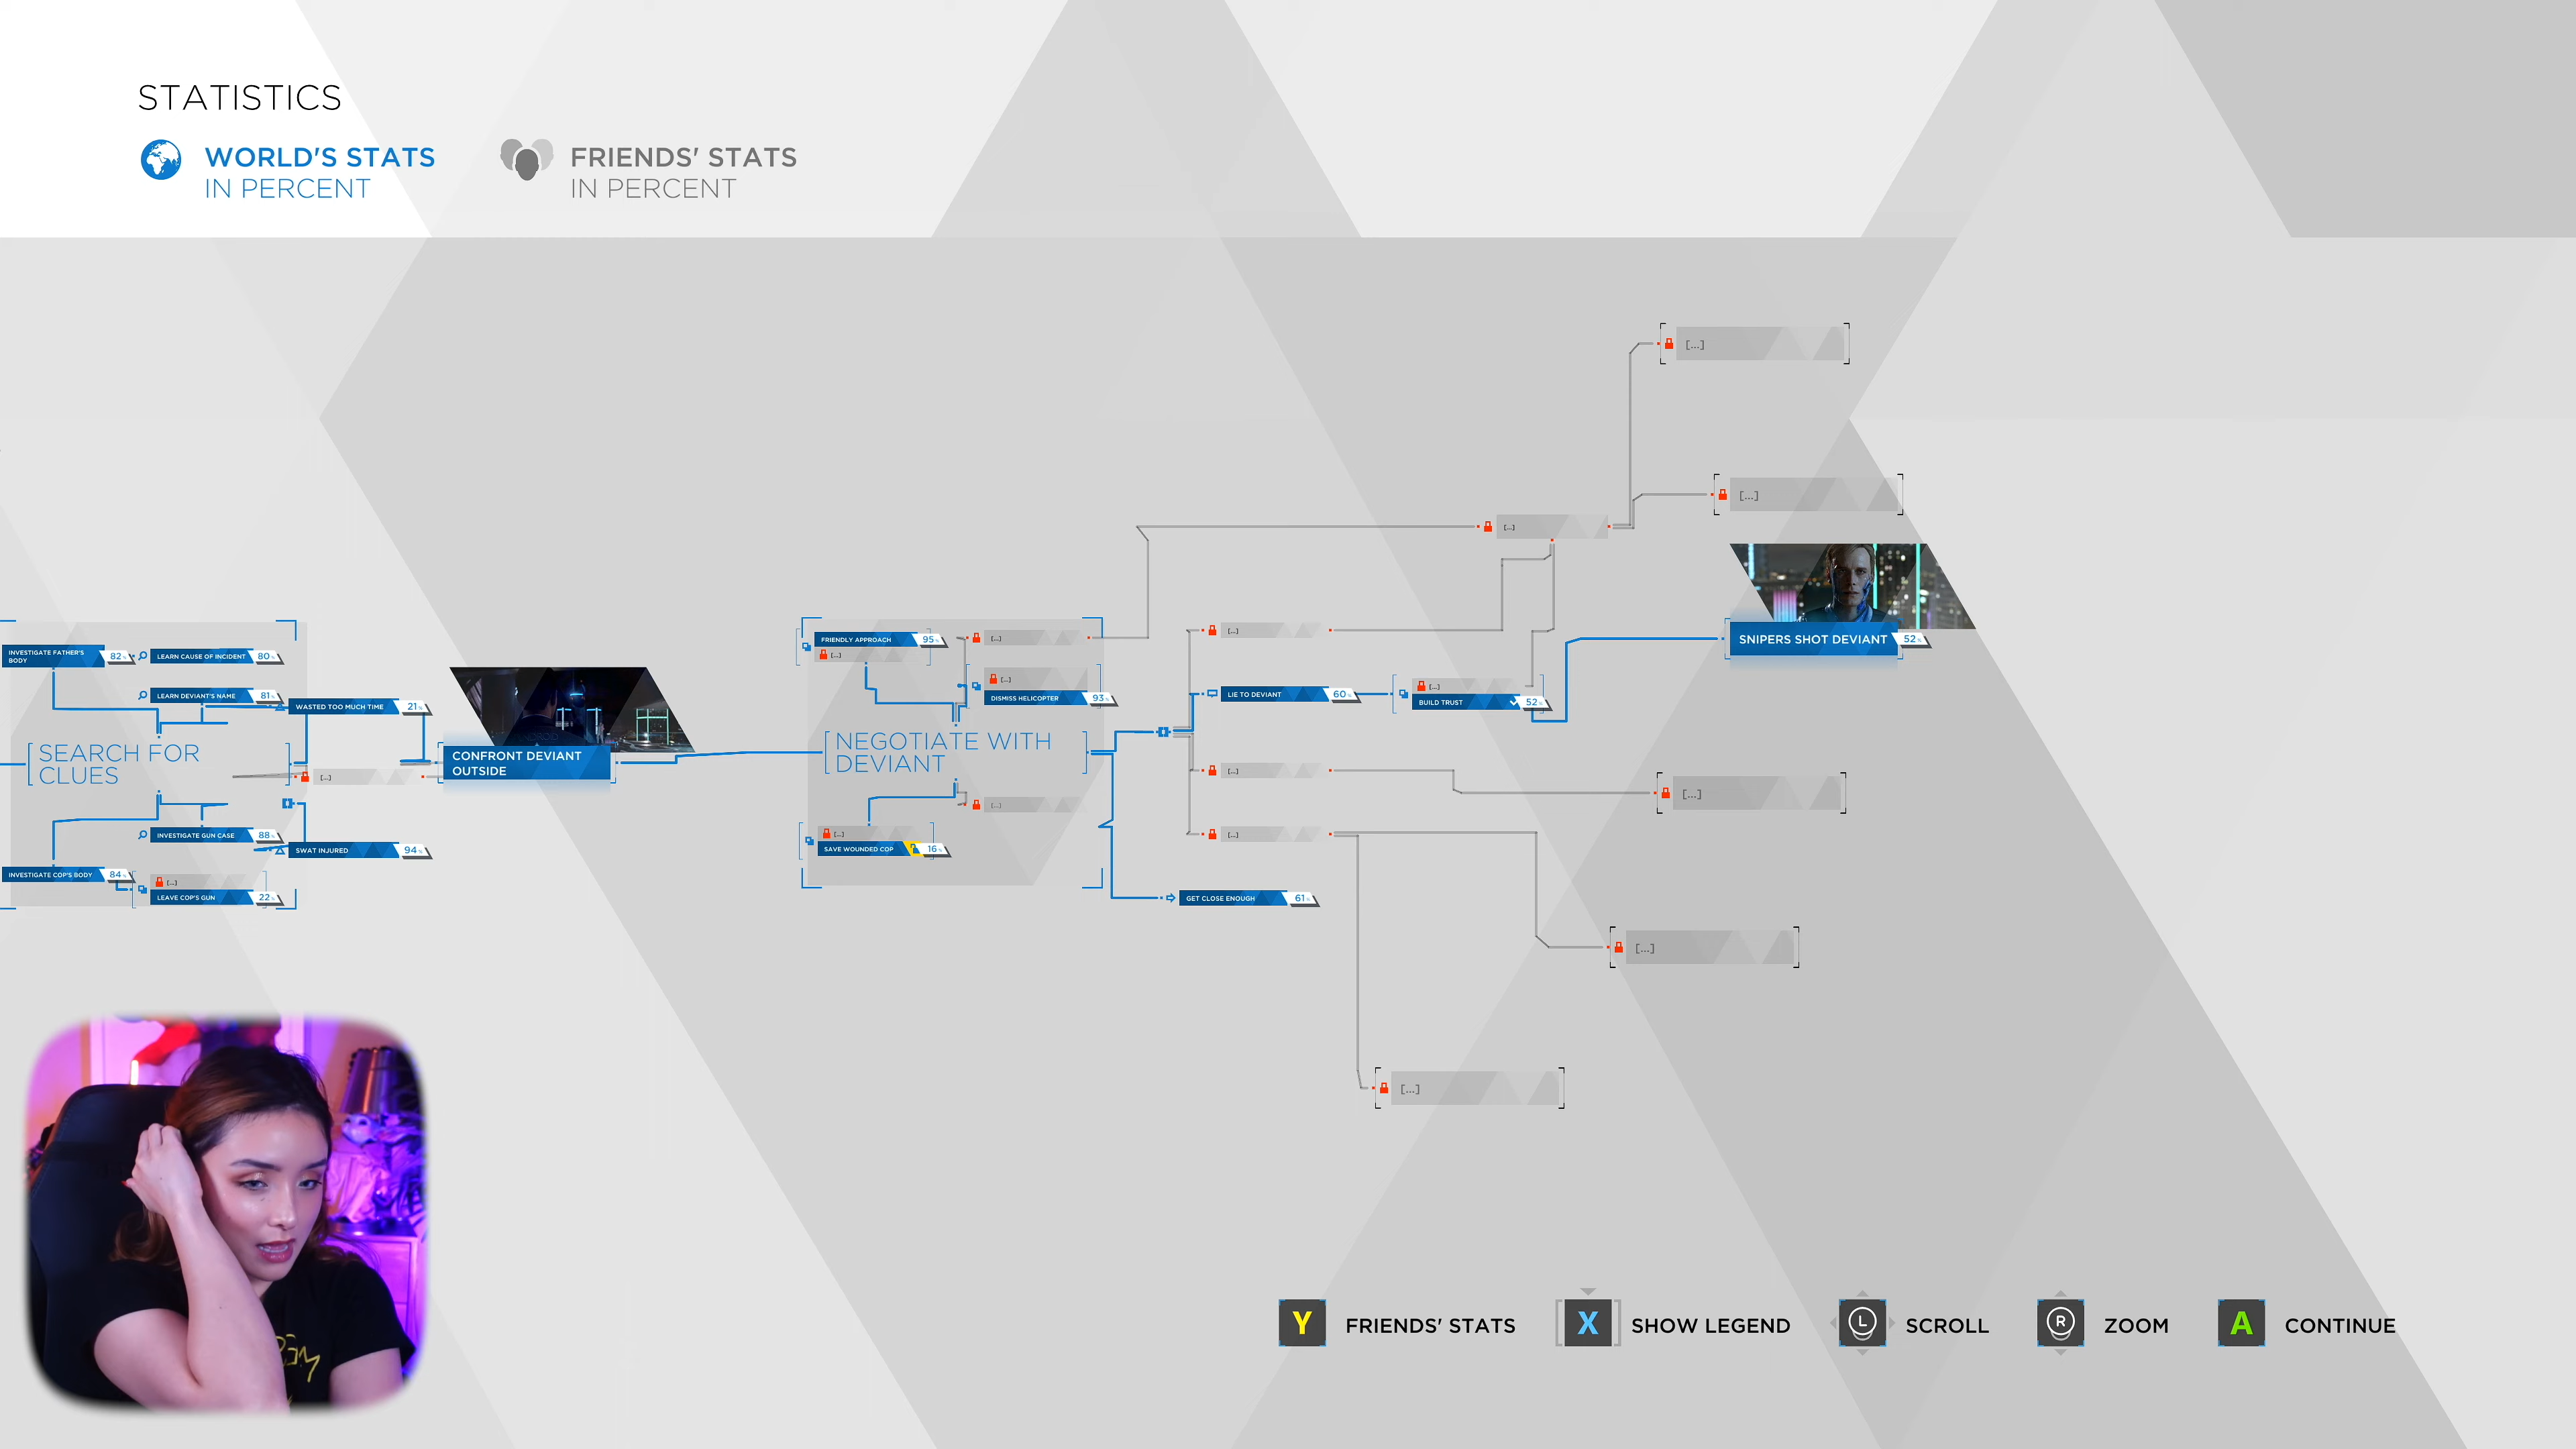 STATISTICS
WORLD'S STATS
IN PERCENT
FRIENDS' STATS
IN PERCENT
[...]
[...]
[...]
INVESTIGATE FATHER'S
BODY
82%
LEARN CAUSE OF INCIDENT 80%
LEARN DEVIANT'S NAME 81%
WASTED TOO MUCH TIME 21%
SEARCH FOR
CLUES
[...]
INVESTIGATE GUN CASE 88%
SWAT INJURED 94%
INVESTIGATE COP'S BODY 84%
[...]
LEAVE COP'S GUN 22%
CONFRONT DEVIANT
OUTSIDE
FRIENDLY APPROACH 95%
[...]
[...]
[...]
DISMISS HELICOPTER 93%
NEGOTIATE WITH
DEVIANT
[...]
[...]
SAVE WOUNDED COP 16%
[...]
LIE TO DEVIANT 60%
[...]
BUILD TRUST 52%
SNIPERS SHOT DEVIANT 52%
[...]
[...]
[...]
GET CLOSE ENOUGH 61%
[...]
[...]
Y FRIENDS' STATS
X SHOW LEGEND
L SCROLL
R ZOOM
A CONTINUE